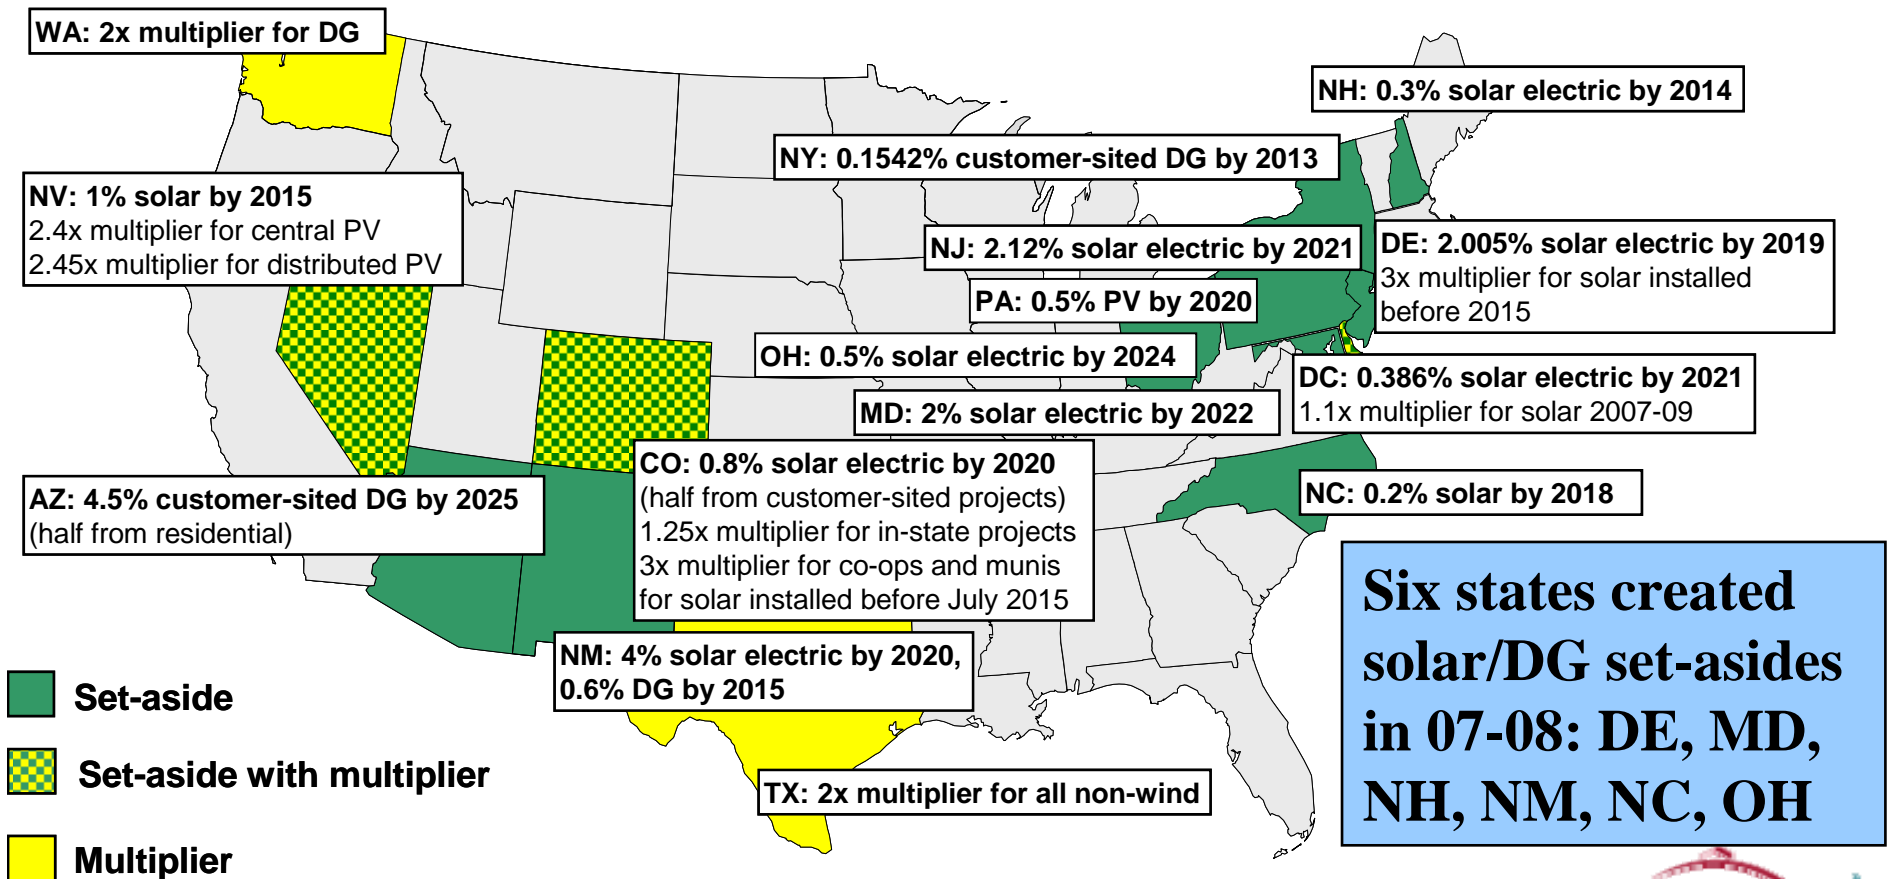 WA: 2x multiplier for DG
NH: 0.3% solar electric by 2014
NY: 0.1542% customer-sited DG by 2013
NV: 1% solar by 2015
2.4x multiplier for central PV
2.45x multiplier for distributed PV
NJ: 2.12% solar electric by 2021
DE: 2.005% solar electric by 2019
3x multiplier for solar installed
before 2015
PA: 0.5% PV by 2020
OH: 0.5% solar electric by 2024
DC: 0.386% solar electric by 2021
1.1x multiplier for solar 2007-09
MD: 2% solar electric by 2022
CO: 0.8% solar electric by 2020
(half from customer-sited projects)
1.25x multiplier for in-state projects
3x multiplier for co-ops and munis
for solar installed before July 2015
AZ: 4.5% customer-sited DG by 2025
(half from residential)
NC: 0.2% solar by 2018
NM: 4% solar electric by 2020,
0.6% DG by 2015
TX: 2x multiplier for all non-wind
Six states created
solar/DG set-asides
in 07-08: DE, MD,
NH, NM, NC, OH
Set-aside
Set-aside with multiplier
Multiplier